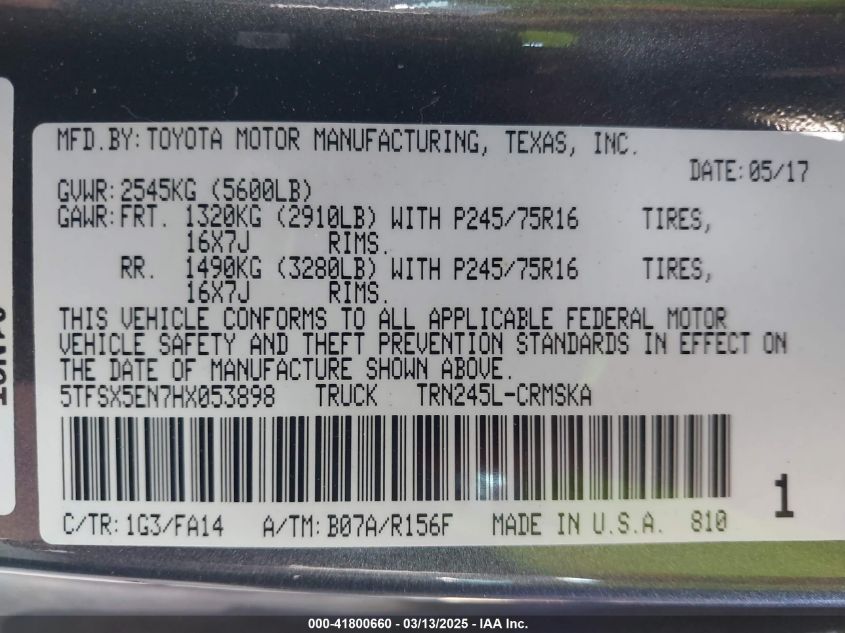 MFD.BY: TOYOTA MOTOR MANUFACTURING, TEXAS, INC.
DATE: 05/17
GVWR: 2545KG (5600LB)
GAWR: FRT. 1320KG (2910LB) WITH P245/75R16 TIRES,
16X7J RIMS.
RR. 1490KG (3280LB) WITH P245/75R16 TIRES,
16X7J RIMS.
THIS VEHICLE CONFORMS TO ALL APPLICABLE FEDERAL MOTOR
VEHICLE SAFETY AND THEFT PREVENTION STANDARDS IN EFFECT ON
THE DATE OF MANUFACTURE SHOWN ABOVE.
5TFSX5EN7HX053898 TRUCK TRN245L-CRMSKA
1
C/TR: 1G3/FA14 A/TM: B07A/R156F MADE IN U.S.A. 810
000-41800660 - 03/13/2025 - IAA Inc.